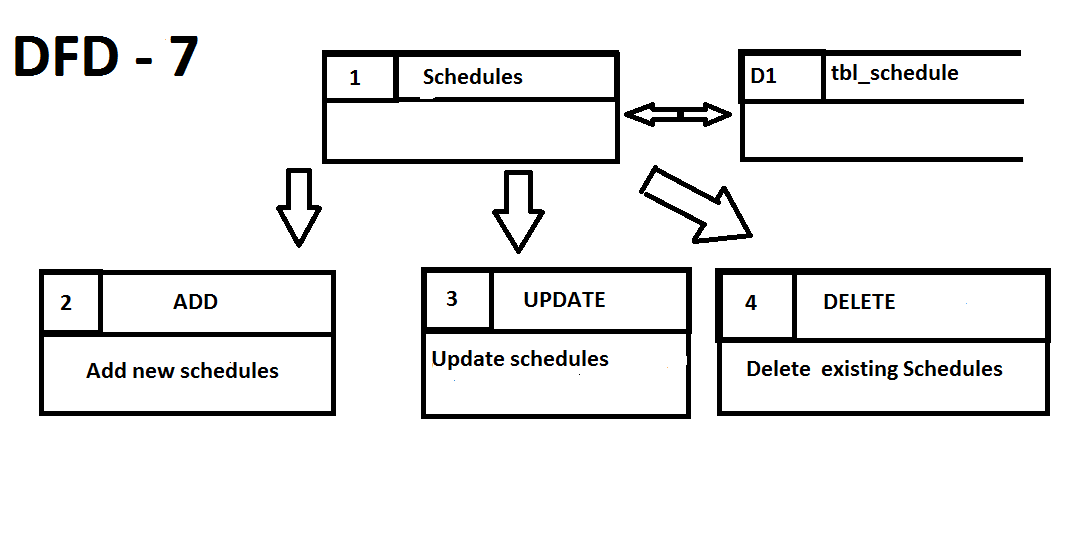 DFD - 7
1
Schedules
D1
tbl_schedule
2
ADD
Add new schedules
3
UPDATE
Update schedules
4
DELETE
Delete existing Schedules